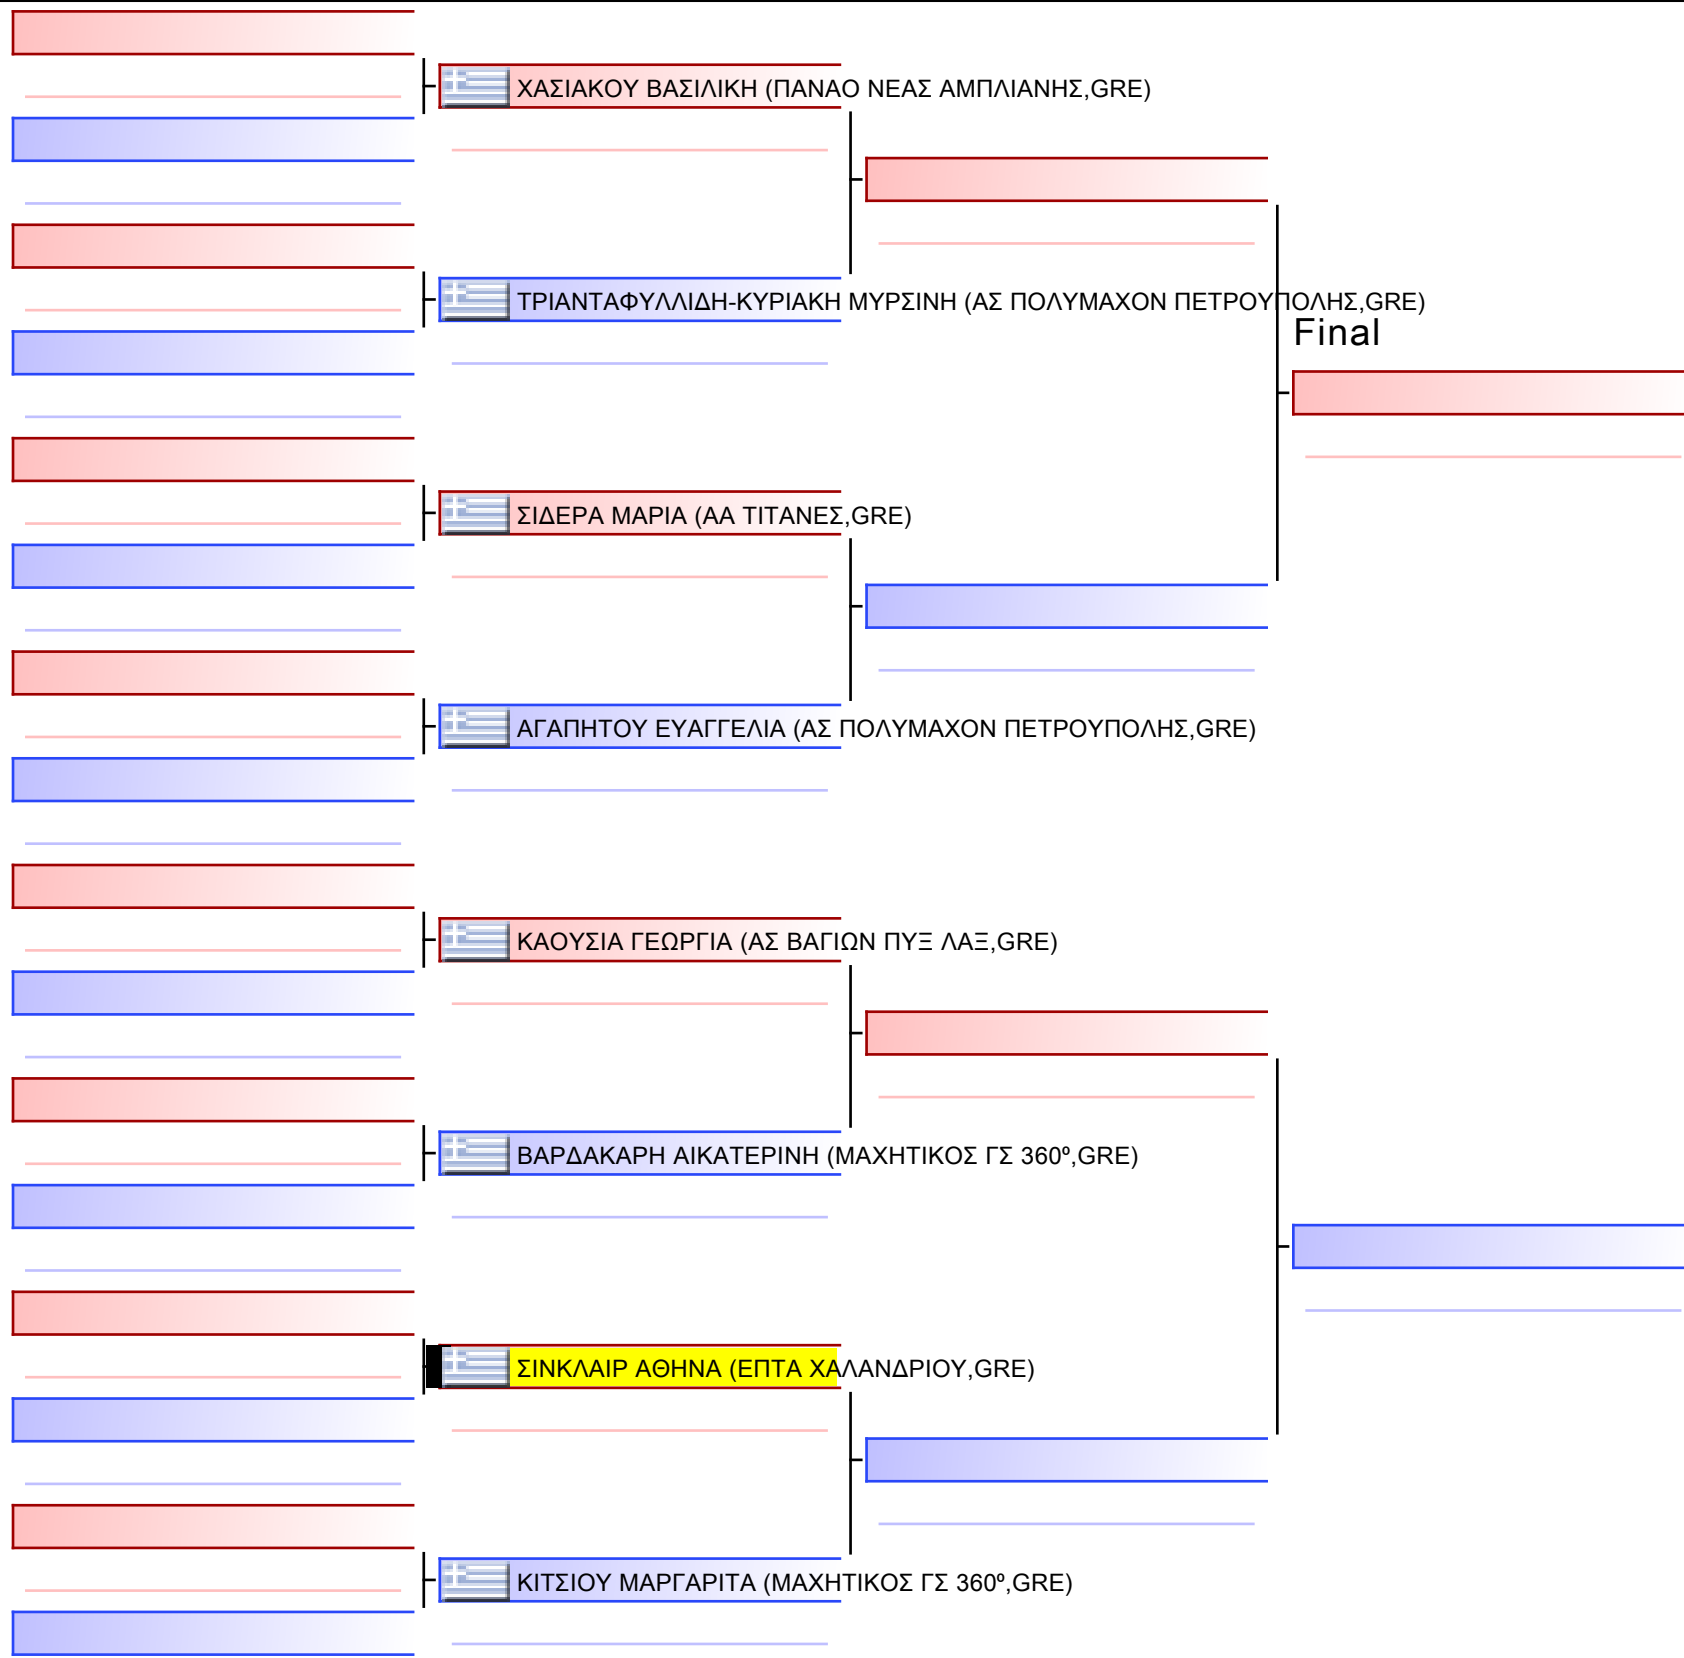 ΧΑΣΙΑΚΟΥ ΒΑΣΙΛΙΚΗ (ΠΑΝΑΟ ΝΕΑΣ ΑΜΠΛΙΑΝΗΣ,GRE)
ΤΡΙΑΝΤΑΦΥΛΛΙΔΗ-ΚΥΡΙΑΚΗ ΜΥΡΣΙΝΗ (ΑΣ ΠΟΛΥΜΑΧΟΝ ΠΕΤΡΟΥΠΟΛΗΣ,GRE)
Final
ΣΙΔΕΡΑ ΜΑΡΙΑ (ΑΑ ΤΙΤΑΝΕΣ,GRE)
ΑΓΑΠΗΤΟΥ ΕΥΑΓΓΕΛΙΑ (ΑΣ ΠΟΛΥΜΑΧΟΝ ΠΕΤΡΟΥΠΟΛΗΣ,GRE)
ΚΑΟΥΣΙΑ ΓΕΩΡΓΙΑ (ΑΣ ΒΑΓΙΩΝ ΠΥΞ ΛΑΞ,GRE)
ΒΑΡΔΑΚΑΡΗ ΑΙΚΑΤΕΡΙΝΗ (ΜΑΧΗΤΙΚΟΣ ΓΣ 360º,GRE)
ΣΙΝΚΛΑΙΡ ΑΘΗΝΑ (ΕΠΤΑ ΧΑΛΑΝΔΡΙΟΥ,GRE)
ΚΙΤΣΙΟΥ ΜΑΡΓΑΡΙΤΑ (ΜΑΧΗΤΙΚΟΣ ΓΣ 360º,GRE)